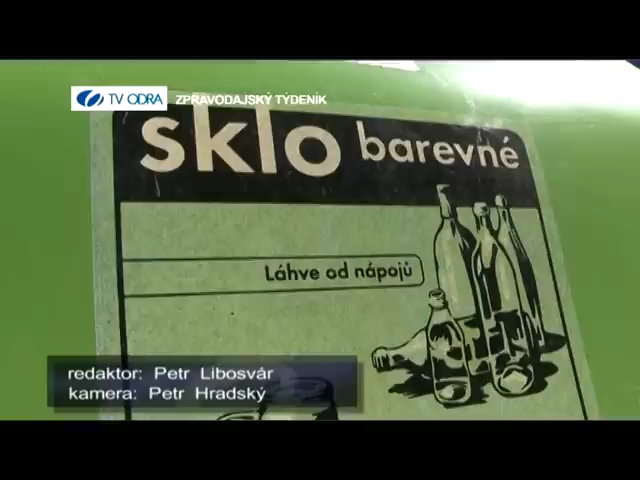 TV ODRA ZPRAVODAJSKÝ TÝDENÍK
sklo barevné
Láhve od nápojů
redaktor: Petr Libosvár
kamera: Petr Hradský